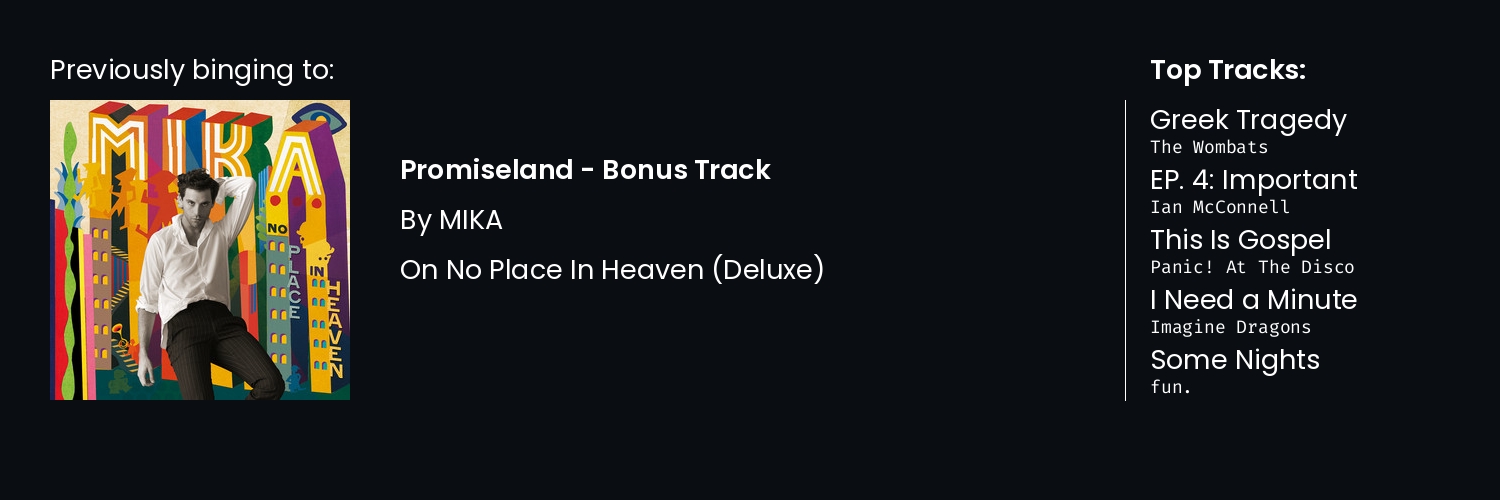 Previously binging to:
MIKA
NO
PLACE
IN
HEAVEN
Promiseland - Bonus Track
By MIKA
On No Place In Heaven (Deluxe)
Top Tracks:
Greek Tragedy
The Wombats
EP. 4: Important
Ian McConnell
This Is Gospel
Panic! At The Disco
I Need a Minute
Imagine Dragons
Some Nights
fun.